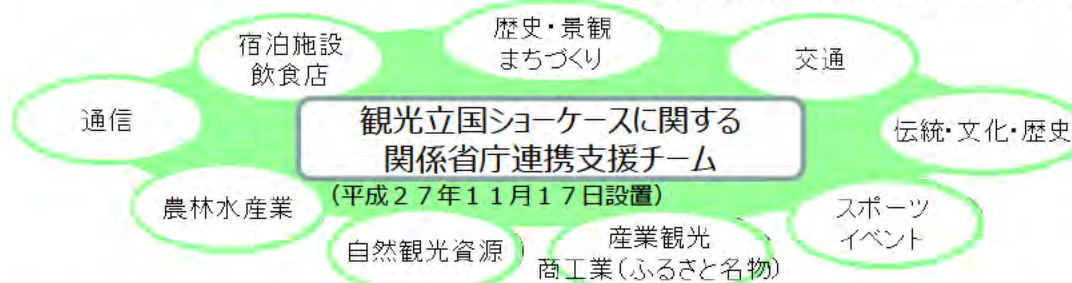 宿泊施設
飲食店
歴史・景観
まちづくり
交通
通信
観光立国ショーケースに関する
関係省庁連携支援チーム
(平成27年11月17日設置)
伝統・文化・歴史
農林水産業
自然観光資源
産業観光
商工業(ふるさと名物)
スポーツ
イベント